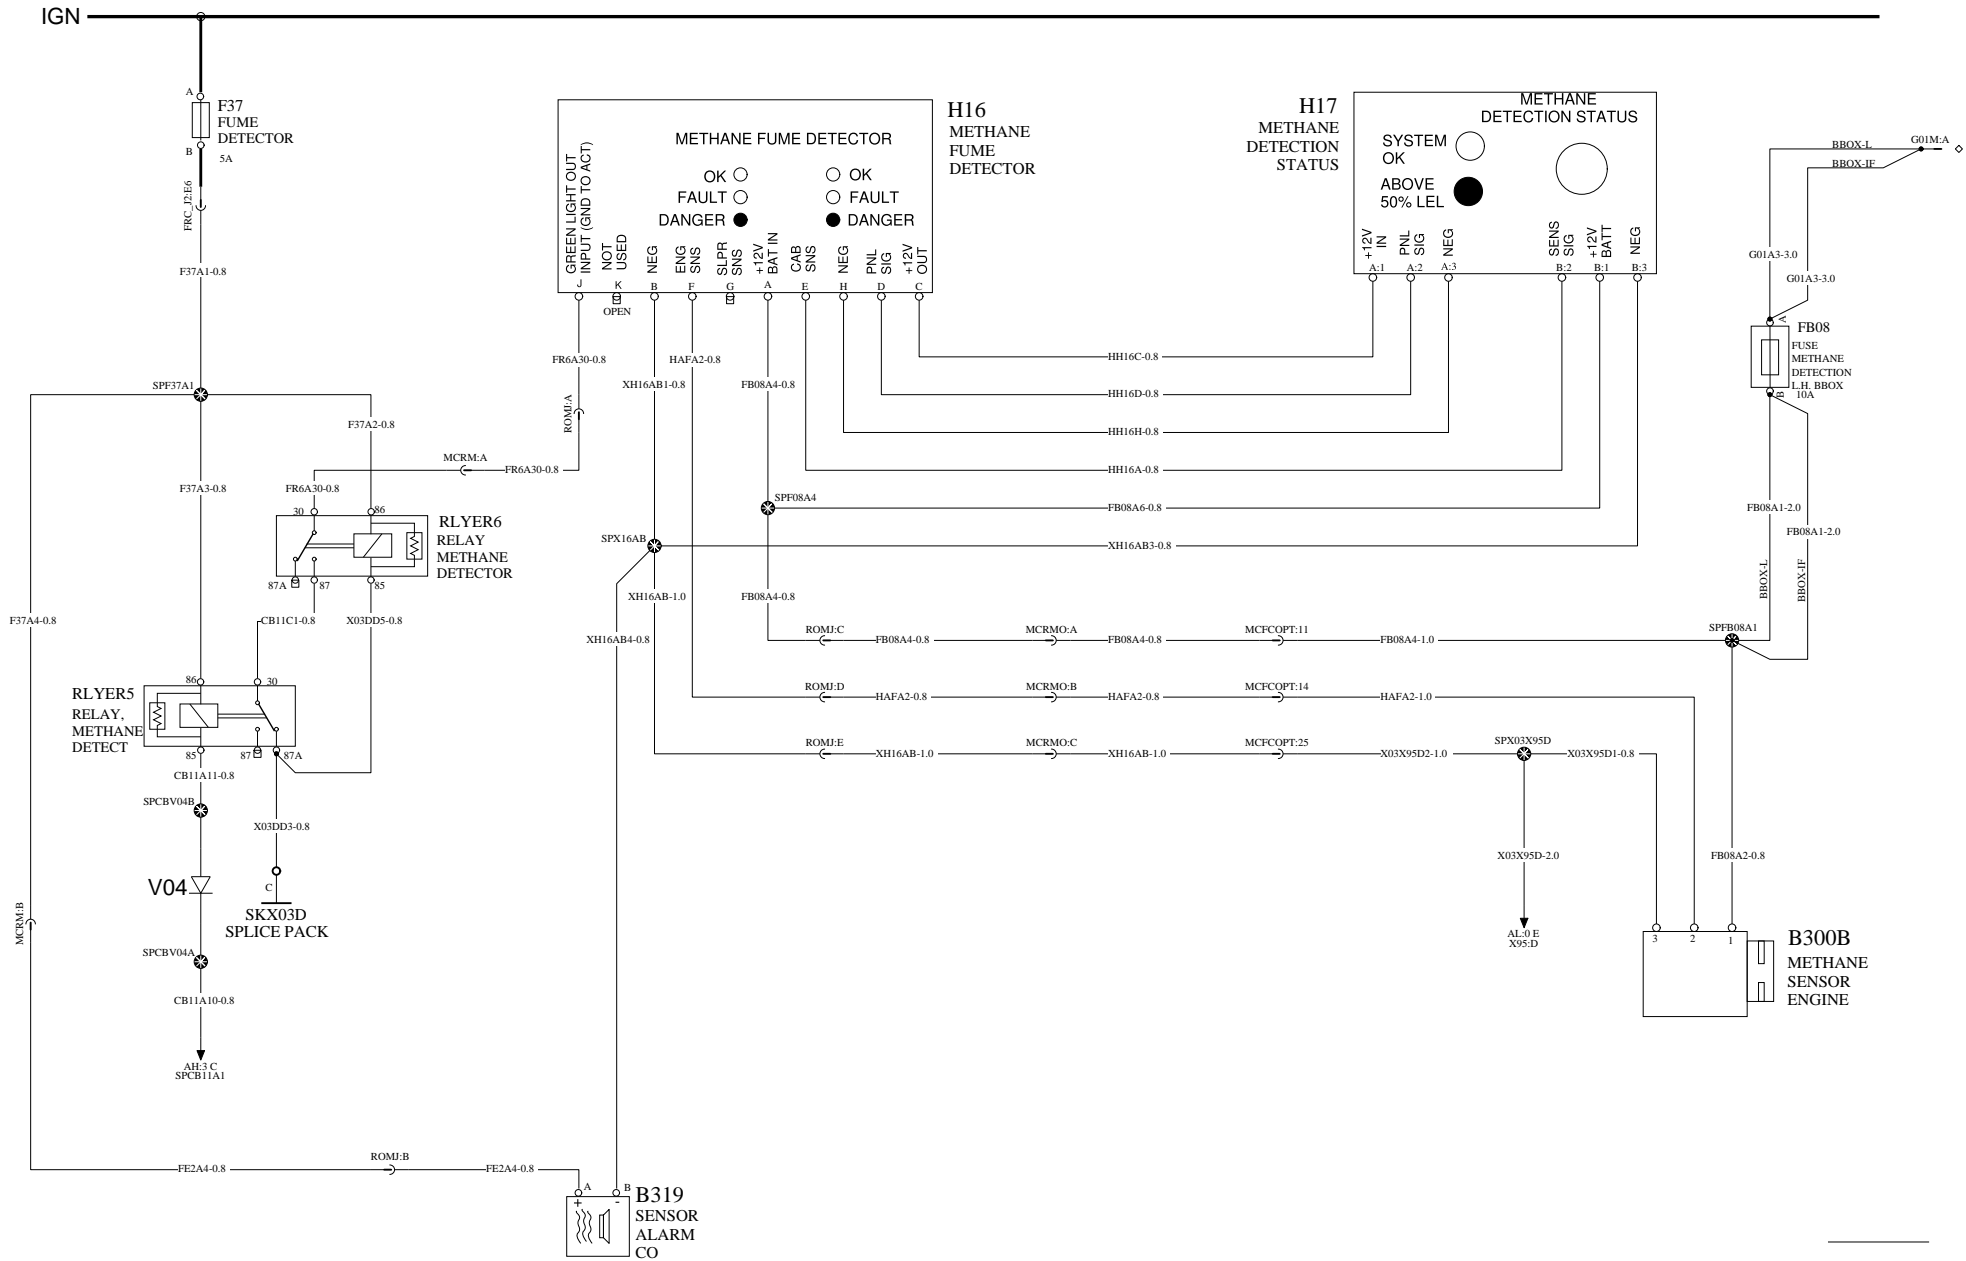 IGN
A
F37
FUME
DETECTOR
B
5A
FRC_J2:E6
F37A1-0.8
SPF37A1
F37A2-0.8
F37A3-0.8
F37A4-0.8
MCRM:A
FR6A30-0.8
FR6A30-0.8
30
86
RLYER6
RELAY
METHANE
DETECTOR
87A
87
85
CB11C1-0.8
X03DD5-0.8
86
30
RLYER5
RELAY,
METHANE
DETECT
85
87
87A
CB11A11-0.8
SPCBV04B
X03DD3-0.8
V04
C
SKX03D
SPLICE PACK
SPCBV04A
CB11A10-0.8
AH:3 C
SPCB11A1
MCRM:B
FE2A4-0.8
ROMJ:B
FE2A4-0.8
A
B
+
-
B319
SENSOR
ALARM
CO
H16
METHANE
FUME
DETECTOR
METHANE FUME DETECTOR
OK
FAULT
DANGER
OK
FAULT
DANGER
GREEN LIGHT OUT
INPUT (GND TO ACT)
NOT
USED
NEG
ENG
SNS
SLPR
SNS
+12V
BAT IN
CAB
SNS
NEG
PNL
SIG
+12V
OUT
J
K
B
F
G
A
E
H
D
C
OPEN
FR6A30-0.8
ROMJ:A
XH16AB1-0.8
HAFA2-0.8
FB08A4-0.8
H17
METHANE
DETECTION
STATUS
METHANE
DETECTION STATUS
SYSTEM
OK
ABOVE
50% LEL
+12V
IN
PNL
SIG
NEG
SENS
SIG
+12V
BATT
NEG
A:1
A:2
A:3
B:2
B:1
B:3
HH16C-0.8
HH16D-0.8
HH16H-0.8
HH16A-0.8
SPF08A4
FB08A6-0.8
SPX16AB
XH16AB3-0.8
XH16AB-1.0
FB08A4-0.8
XH16AB4-0.8
ROMJ:C
FB08A4-0.8
MCRMO:A
FB08A4-0.8
MCFCOPT:11
FB08A4-1.0
SPFB08A1
ROMJ:D
HAFA2-0.8
MCRMO:B
HAFA2-0.8
MCFCOPT:14
HAFA2-1.0
ROMJ:E
XH16AB-1.0
MCRMO:C
XH16AB-1.0
MCFCOPT:25
X03X95D2-1.0
SPX03X95D
X03X95D1-0.8
X03X95D-2.0
AL:0 E
X95:D
FB08A2-0.8
3
2
1
B300B
METHANE
SENSOR
ENGINE
BBOX-L
BBOX-IF
G01M:A
G01A3-3.0
G01A3-3.0
A
FB08
FUSE
METHANE
DETECTION
L.H. BBOX
10A
B
FB08A1-2.0
FB08A1-2.0
BBOX-L
BBOX-IF